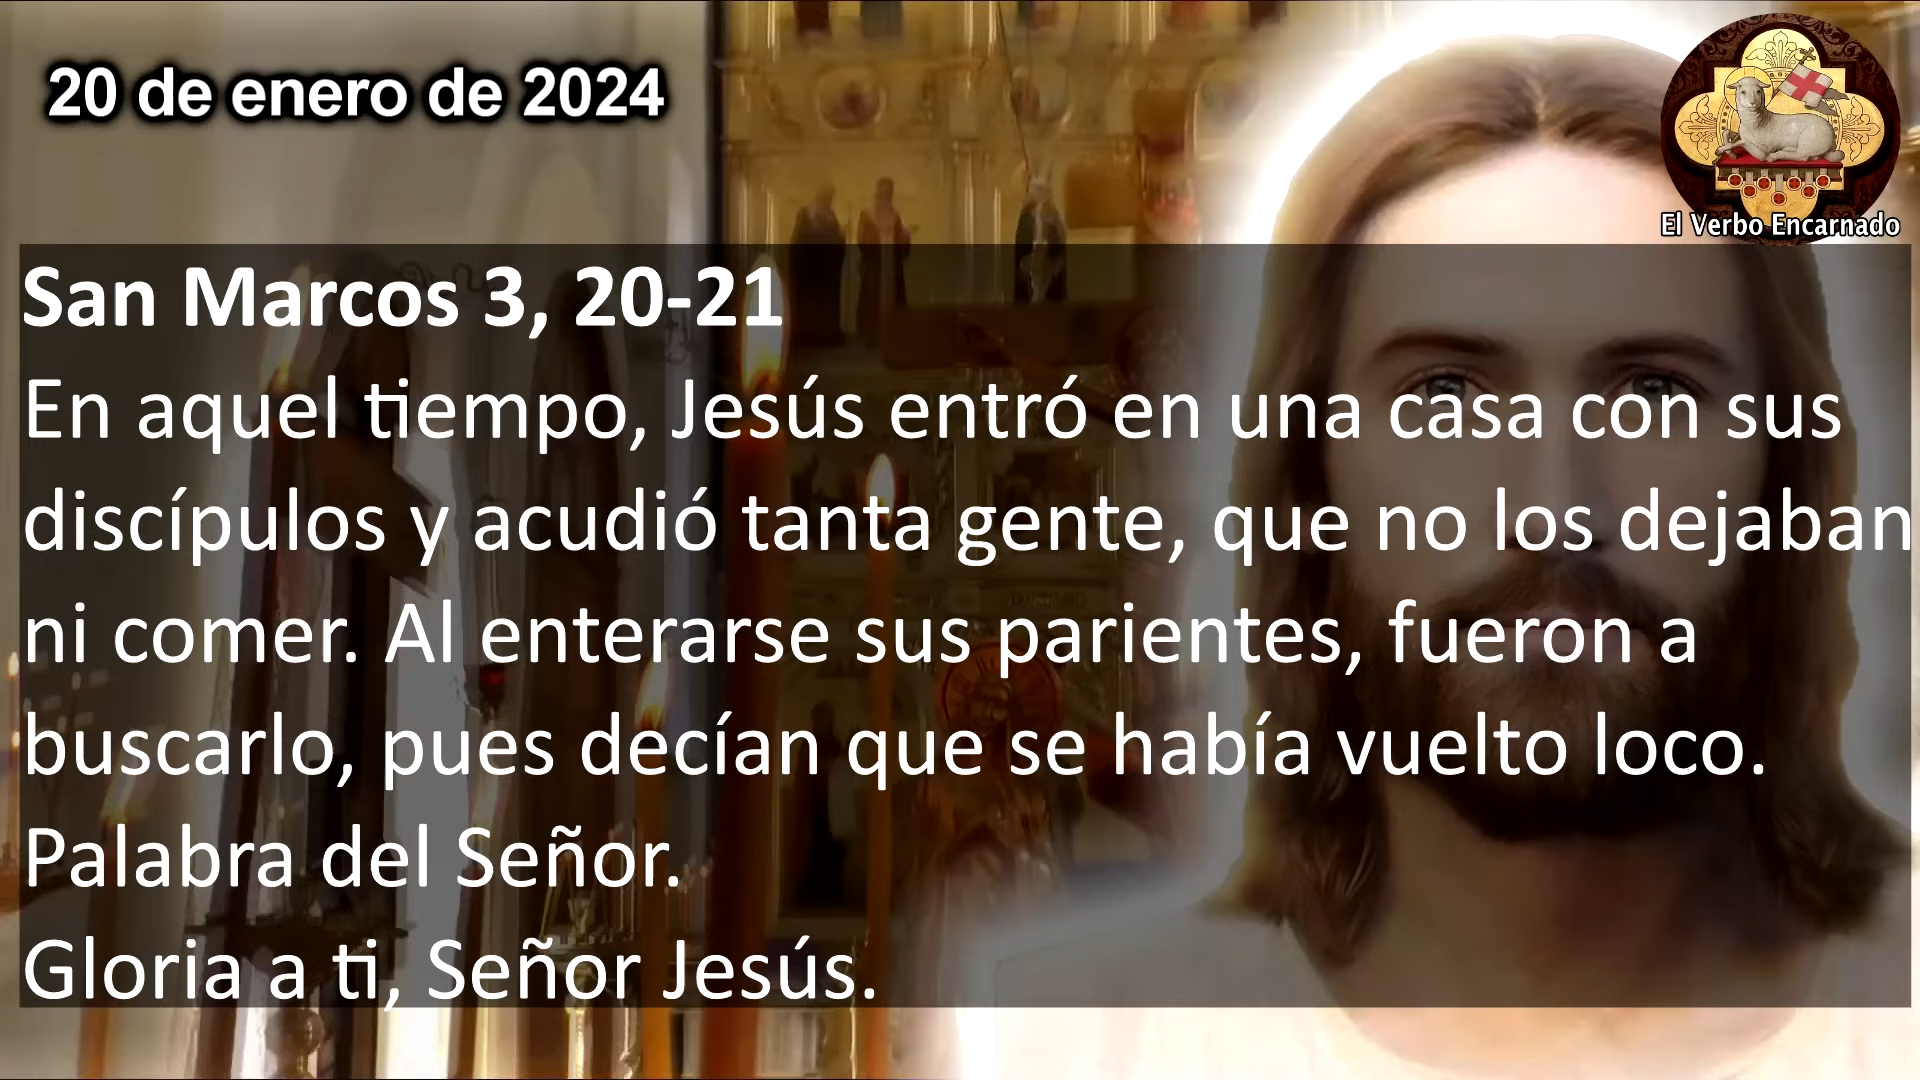 20 de enero de 2024
El Verbo Encarnado
San Marcos 3, 20-21
En aquel tiempo, Jesús entró en una casa con sus
discípulos y acudió tanta gente, que no los dejaban
ni comer. Al enterarse sus parientes, fueron a
buscarlo, pues decían que se había vuelto loco.
Palabra del Señor.
Gloria a ti, Señor Jesús.